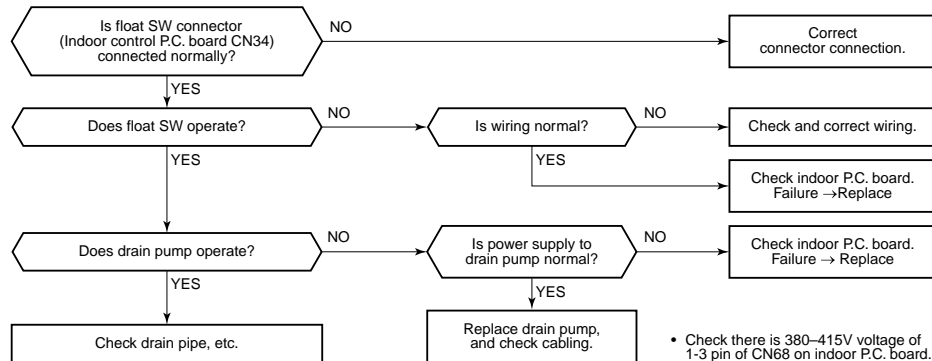 Is float SW connector
(Indoor control P.C. board CN34)
connected normally?
NO
Correct
connector connection.
YES
Does float SW operate?
NO
Is wiring normal?
NO
Check and correct wiring.
YES
YES
Check indoor P.C. board.
Failure →Replace
Does drain pump operate?
NO
Is power supply to
drain pump normal?
NO
Check indoor P.C. board.
Failure → Replace
YES
YES
Check drain pipe, etc.
Replace drain pump,
and check cabling.
• Check there is 380–415V voltage of
1-3 pin of CN68 on indoor P.C. board.